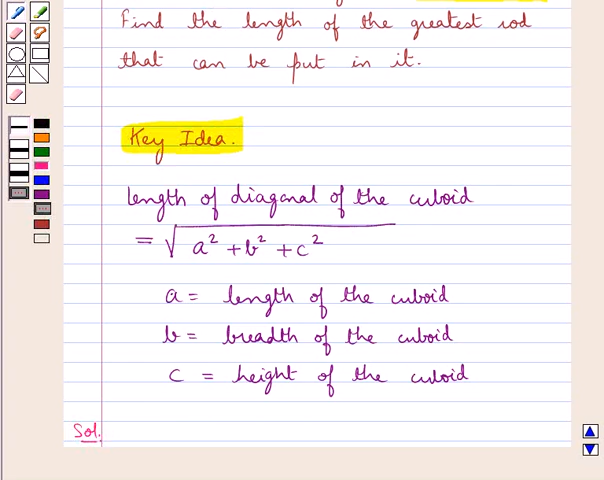 Find the length of the greatest rod
that can be put in it.
Key Idea.
length of diagonal of the cuboid
= √a² + b² + c²
a = length of the cuboid
b = breadth of the cuboid
c = height of the cuboid
Sol.